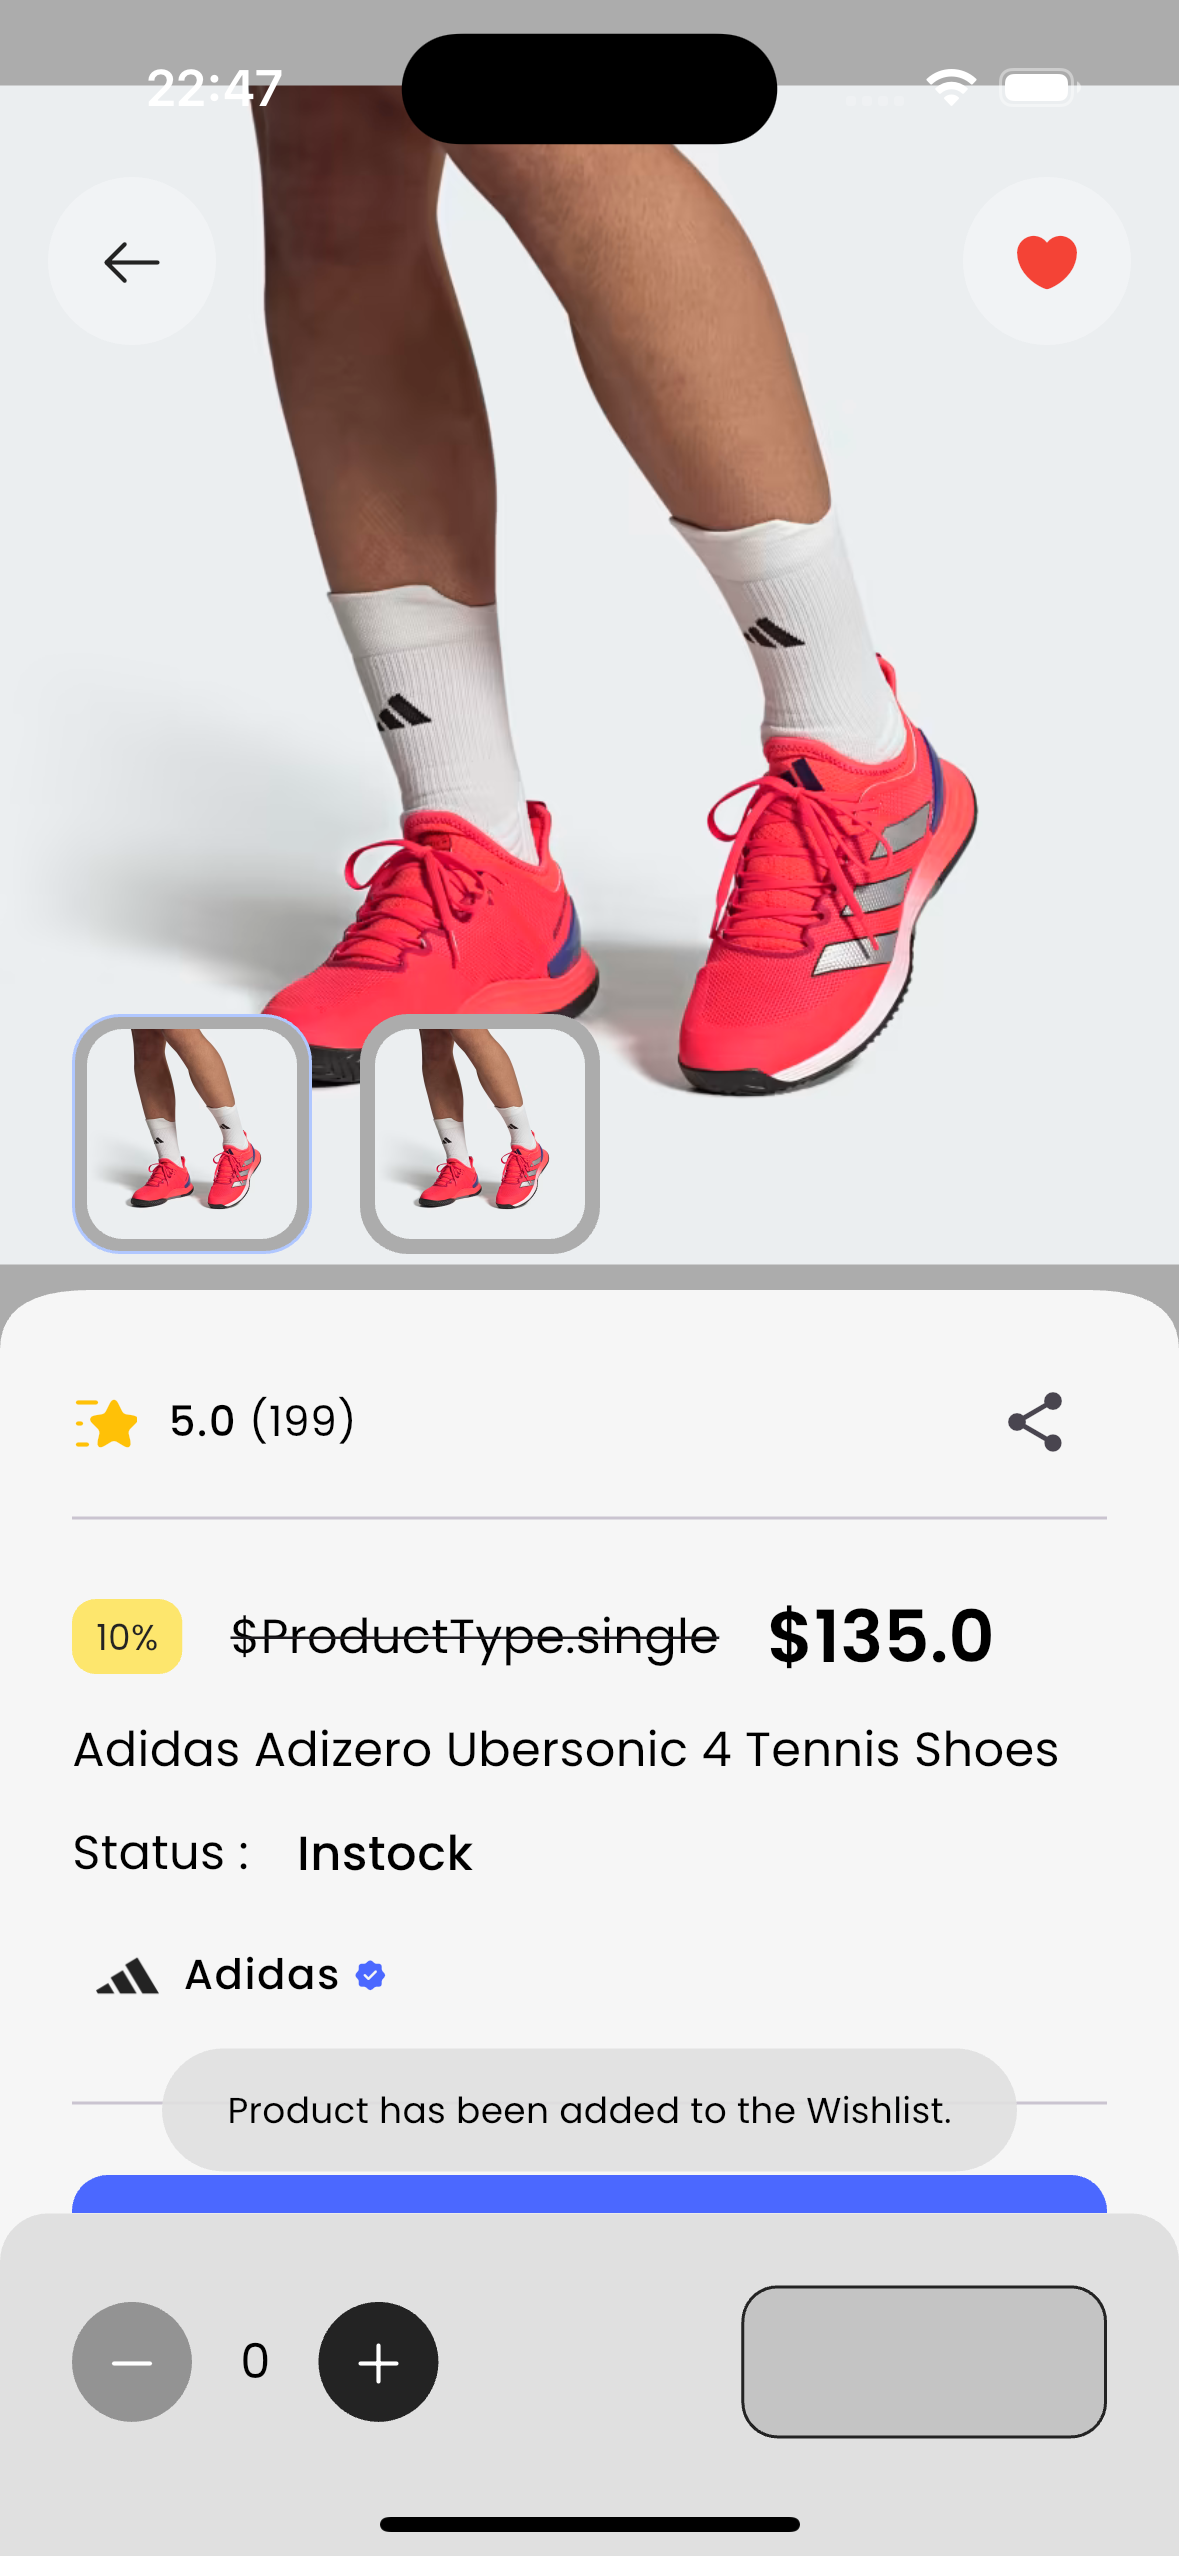 22:47
5.0 (199)
10% $ProductType.single $135.0
Adidas Adizero Ubersonic 4 Tennis Shoes
Status : Instock
Adidas
Product has been added to the Wishlist.
0